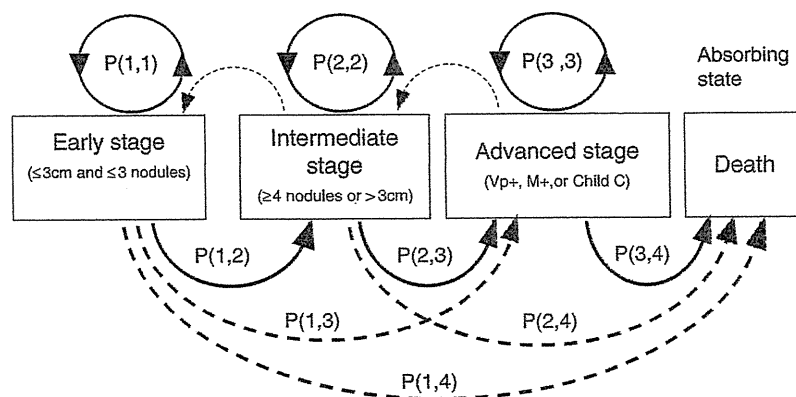 P(1,1)
P(2,2)
P(3 ,3)
Absorbing
state
Early stage
(≤3cm and ≤3 nodules)
Intermediate
stage
(≥4 nodules or >3cm)
Advanced stage
(Vp+, M+,or Child C)
Death
P(1,2)
P(2,3)
P(3,4)
P(1,3)
P(2,4)
P(1,4)